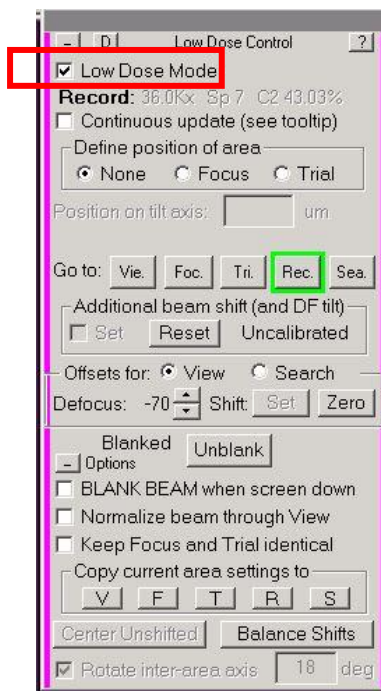 - D Low Dose Control ?
Low Dose Mode
Record: 36.0Kx Sp 7 C2 43.03%
Continuous update (see tooltip)
Define position of area
None Focus Trial
Position on tilt axis: um
Go to: Vie. Foc. Tri. Rec. Sea.
Additional beam shift (and DF tilt)
Set Reset Uncalibrated
Offsets for: View Search
Defocus: -70 Shift: Set Zero
Blanked Unblank
- Options
BLANK BEAM when screen down
Normalize beam through View
Keep Focus and Trial identical
Copy current area settings to
V F T R S
Center Unshifted Balance Shifts
Rotate inter-area axis 18 deg